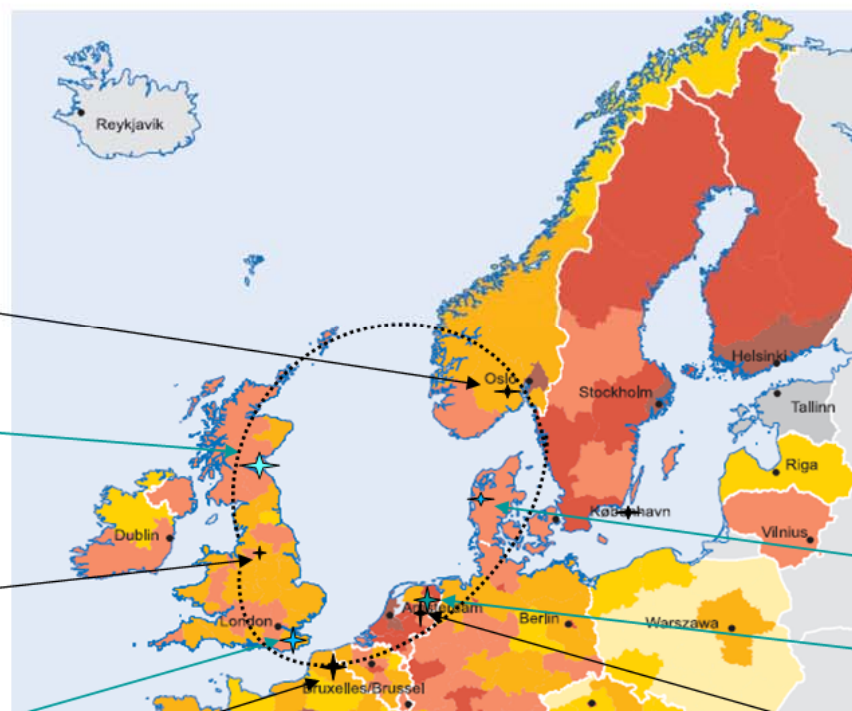 Reykjavik
Helsinki
Oslo
Stockholm
Tallinn
Riga
København
Dublin
Vilnius
Amsterdam
London
Berlin
Warszawa
Bruxelles/Brussel